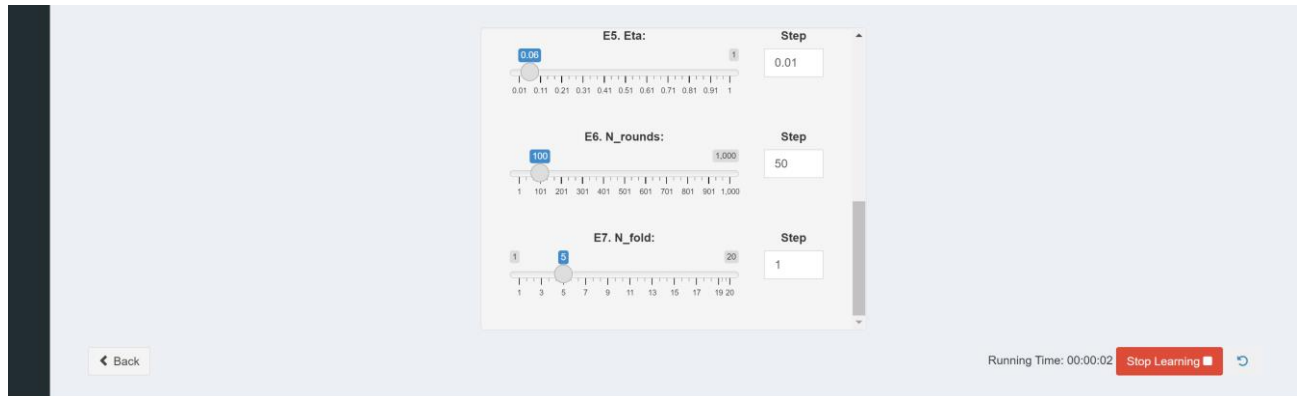 E5. Eta: Step
0.06 1
0.01
0.01 0.11 0.21 0.31 0.41 0.51 0.61 0.71 0.81 0.91 1
E6. N_rounds: Step
100 1,000
50
1 101 201 301 401 501 601 701 801 901 1,000
E7. N_fold: Step
1 5 20
1
1 3 5 7 9 11 13 15 17 19 20
Back Running Time: 00:00:02 Stop Learning